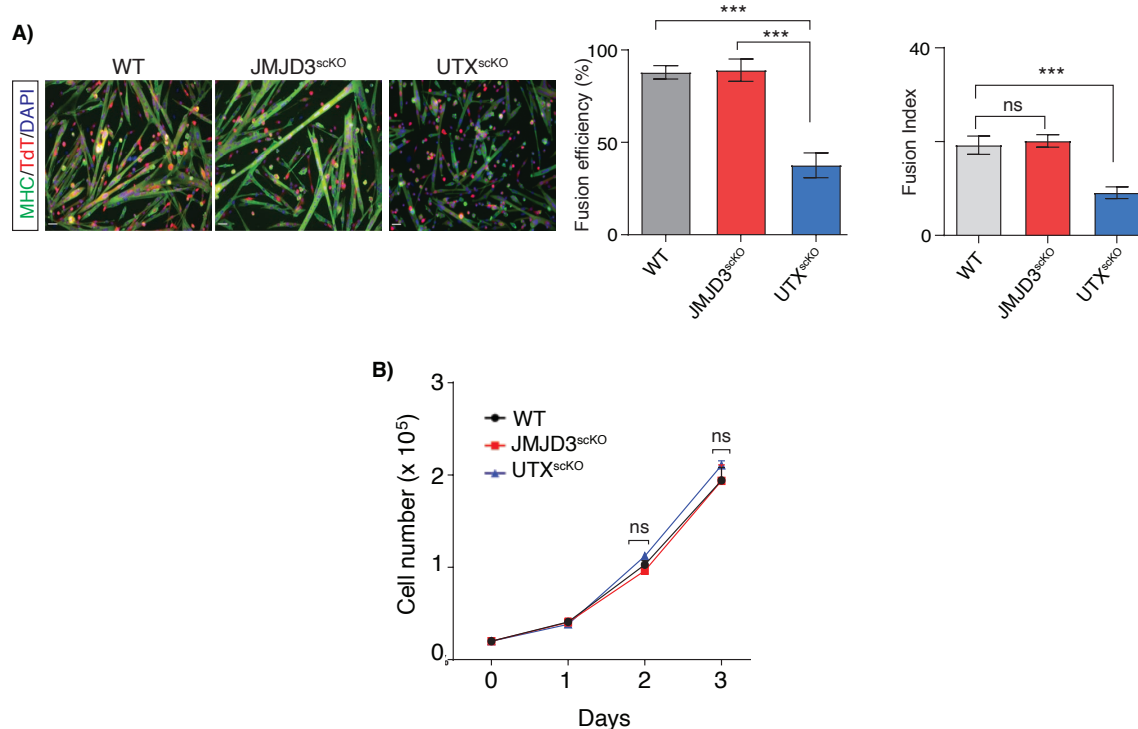 A)
WT
JMJD3scKO
UTXscKO
MHC/TdT/DAPI
***
***
Fusion efficiency (%)
100
50
0
WT
JMJD3scKO
UTXscKO
***
ns
Fusion Index
40
0
WT
JMJD3scKO
UTXscKO
B)
Cell number (x 10⁵)
3
2
1
0
WT
JMJD3scKO
UTXscKO
ns
ns
0 1 2 3
Days